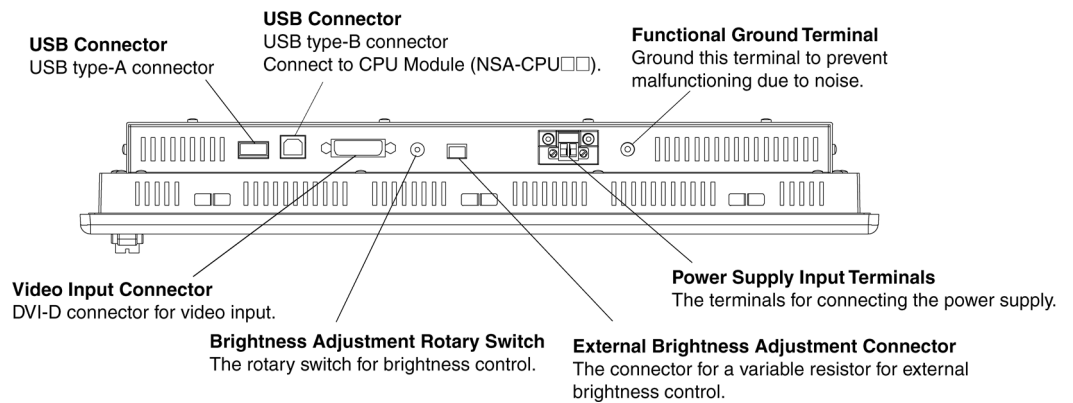 USB Connector
USB type-A connector
USB Connector
USB type-B connector
Connect to CPU Module (NSA-CPU□□).
Functional Ground Terminal
Ground this terminal to prevent
malfunctioning due to noise.
Video Input Connector
DVI-D connector for video input.
Brightness Adjustment Rotary Switch
The rotary switch for brightness control.
Power Supply Input Terminals
The terminals for connecting the power supply.
External Brightness Adjustment Connector
The connector for a variable resistor for external
brightness control.